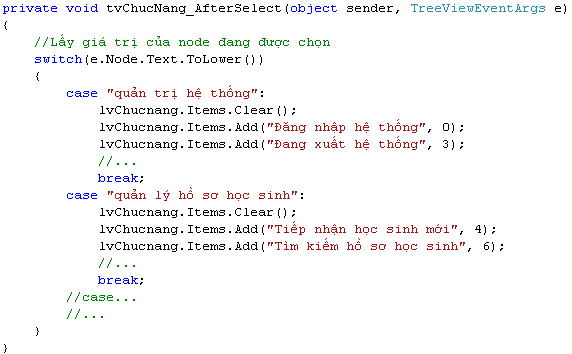 private void tvChucNang_AfterSelect(object sender, TreeViewEventArgs e)
{
//Lấy giá trị của node đang được chọn
switch(e.Node.Text.ToLower())
{
case "quản trị hệ thống":
lvChucnang.Items.Clear();
lvChucnang.Items.Add("Đăng nhập hệ thống", 0);
lvChucnang.Items.Add("Đang xuất hệ thống", 3);
//...
break;
case "quản lý hồ sơ học sinh":
lvChucnang.Items.Clear();
lvChucnang.Items.Add("Tiếp nhận học sinh mới", 4);
lvChucnang.Items.Add("Tìm kiếm hồ sơ học sinh", 6);
//...
break;
//case...
//...
}
}